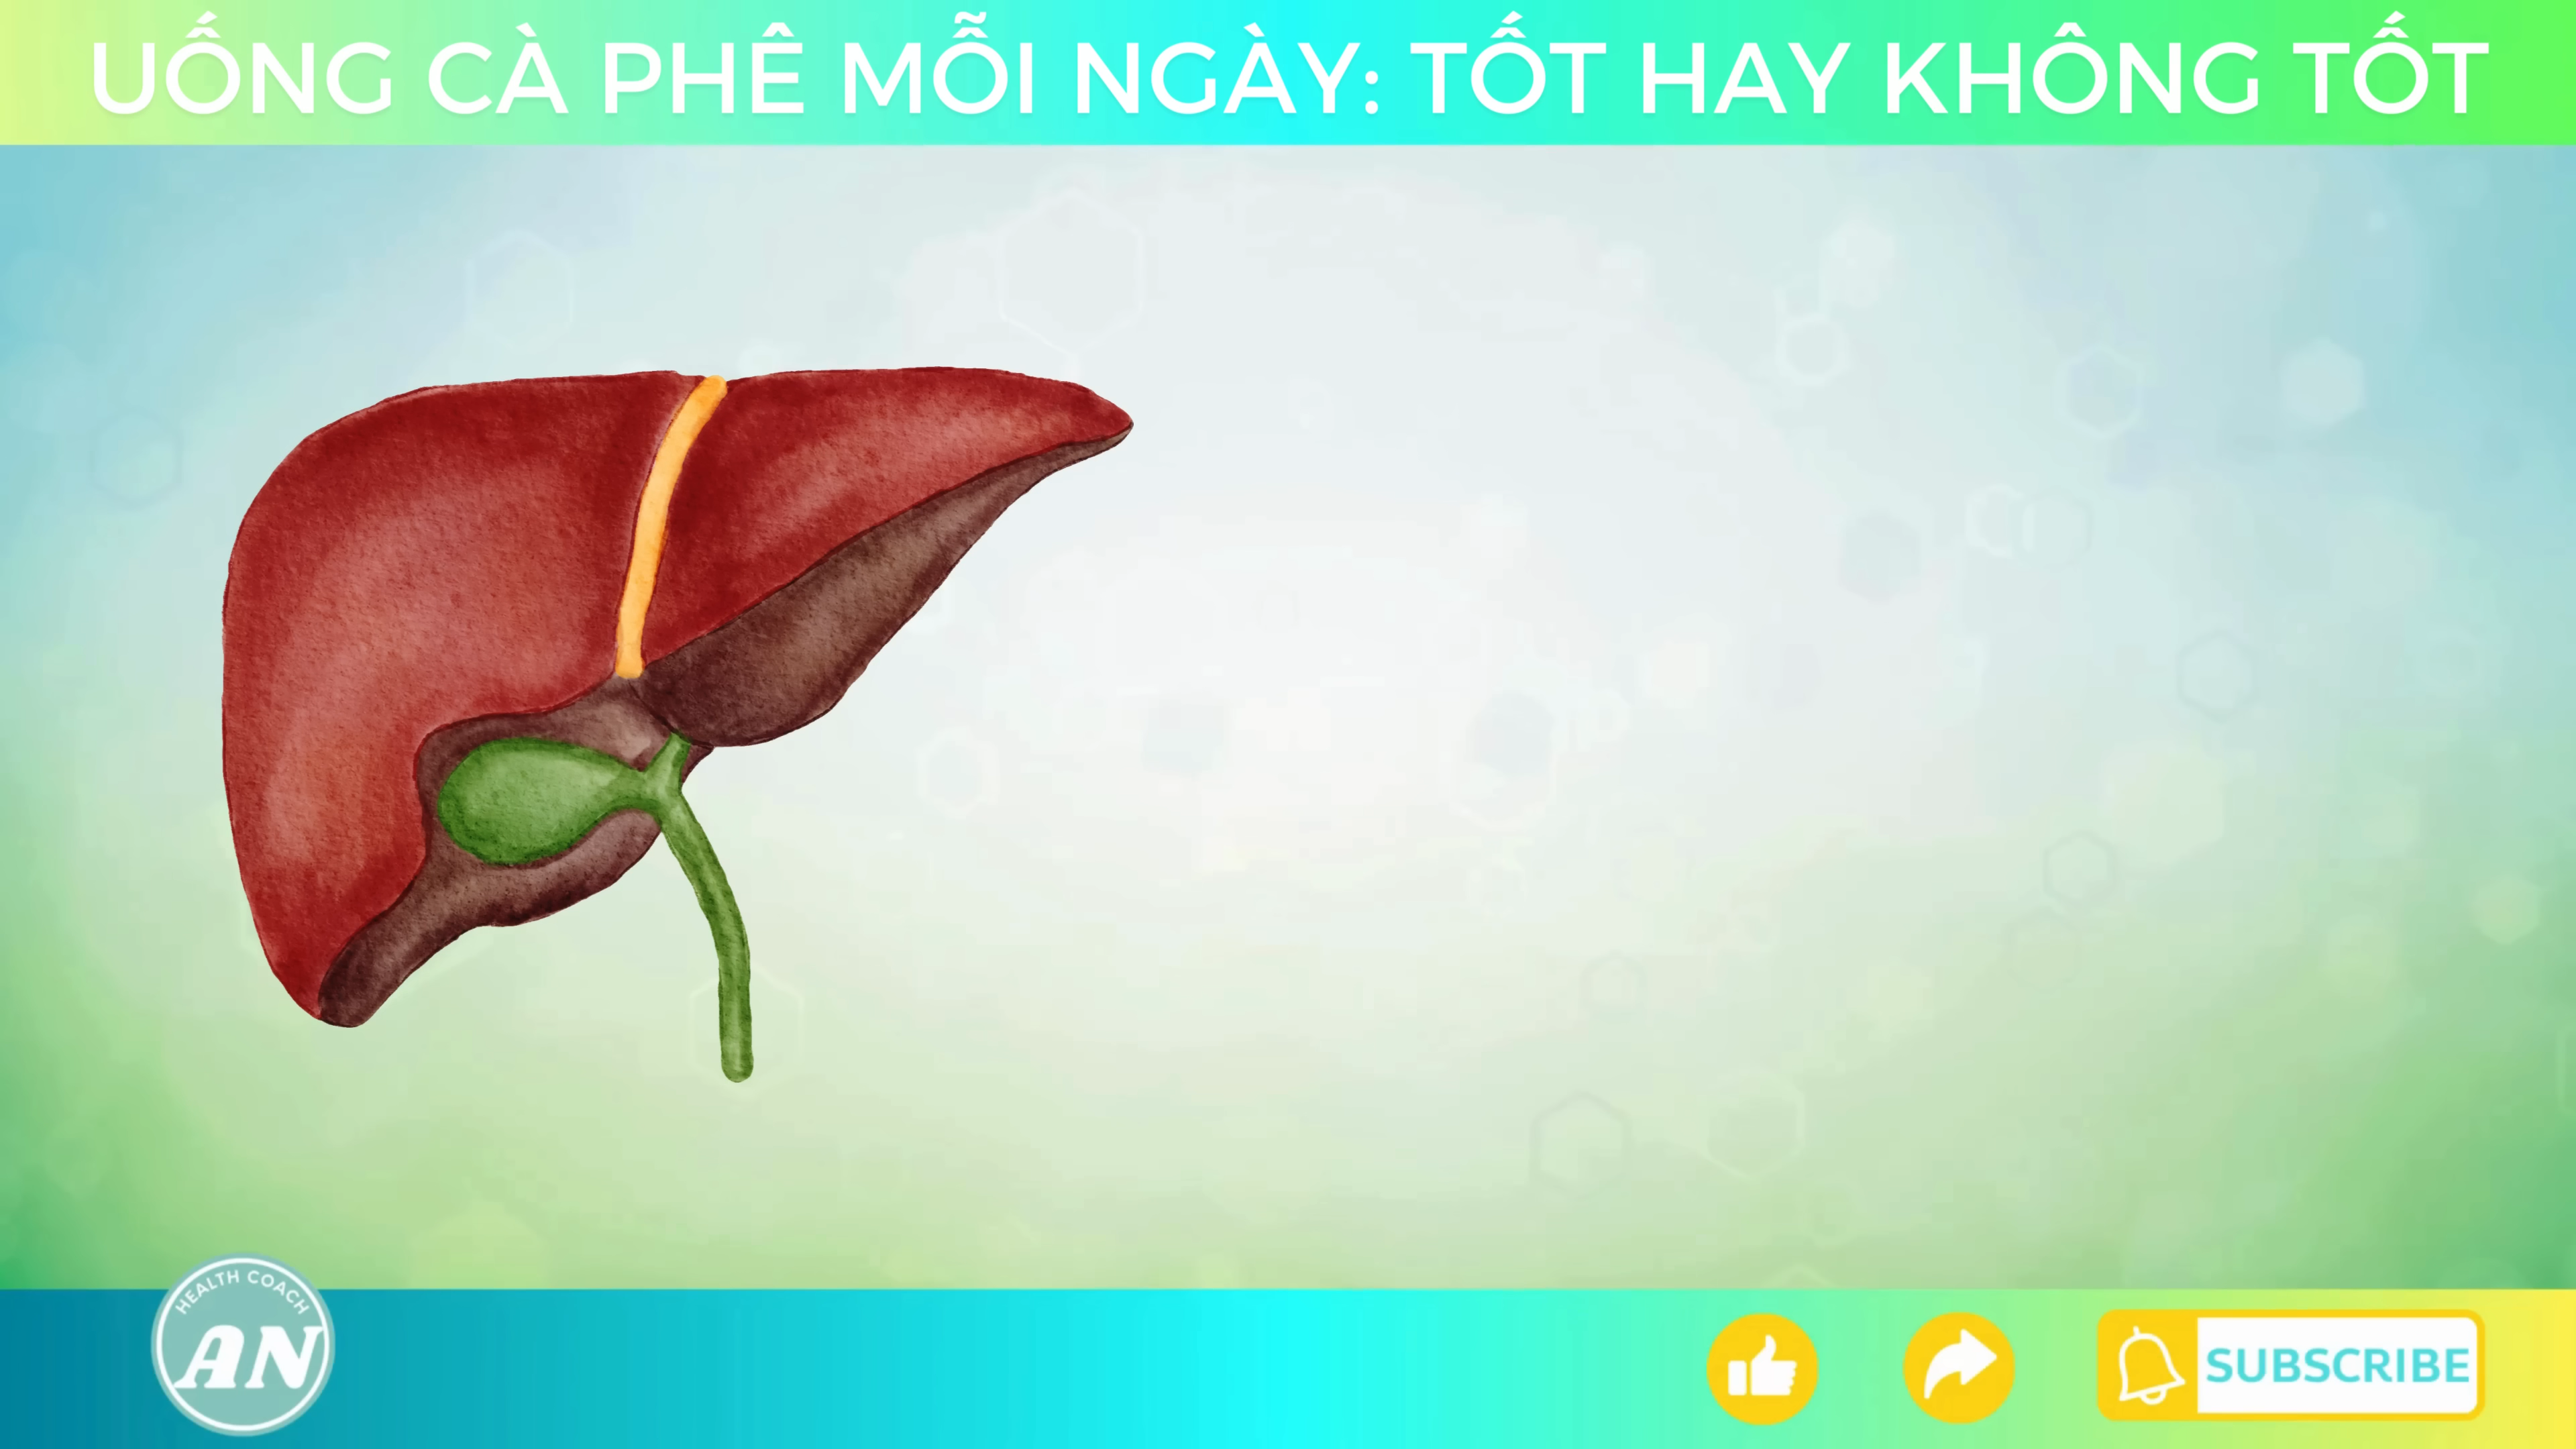 UỐNG CÀ PHÊ MỖI NGÀY: TỐT HAY KHÔNG TỐT
HEALTH COACH
AN
SUBSCRIBE